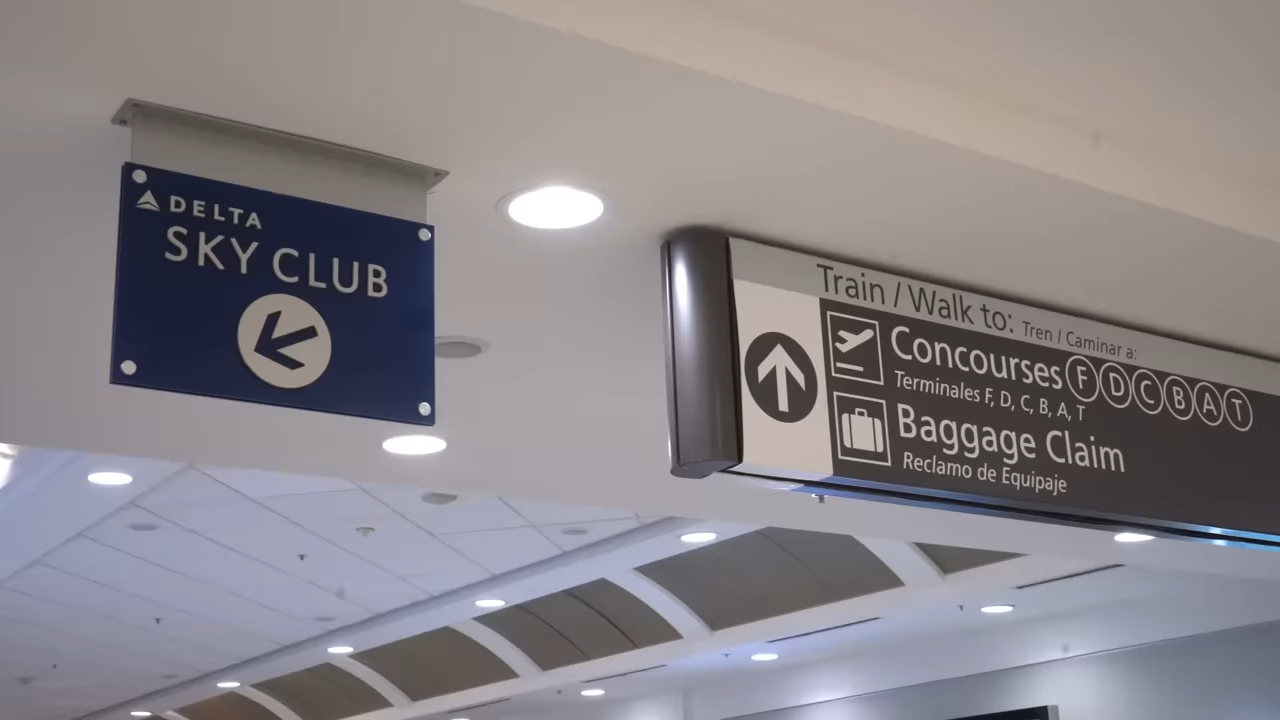 DELTA
SKY CLUB
Train / Walk to: Tren / Caminar a:
Concourses F D C B A T
Terminales F, D, C, B, A, T
Baggage Claim
Reclamo de Equipaje